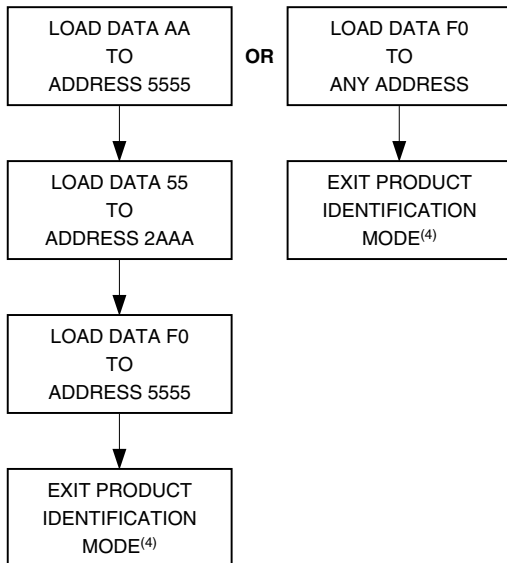 LOAD DATA AA
TO
ADDRESS 5555
LOAD DATA 55
TO
ADDRESS 2AAA
LOAD DATA F0
TO
ADDRESS 5555
EXIT PRODUCT
IDENTIFICATION
MODE(4)
OR
LOAD DATA F0
TO
ANY ADDRESS
EXIT PRODUCT
IDENTIFICATION
MODE(4)